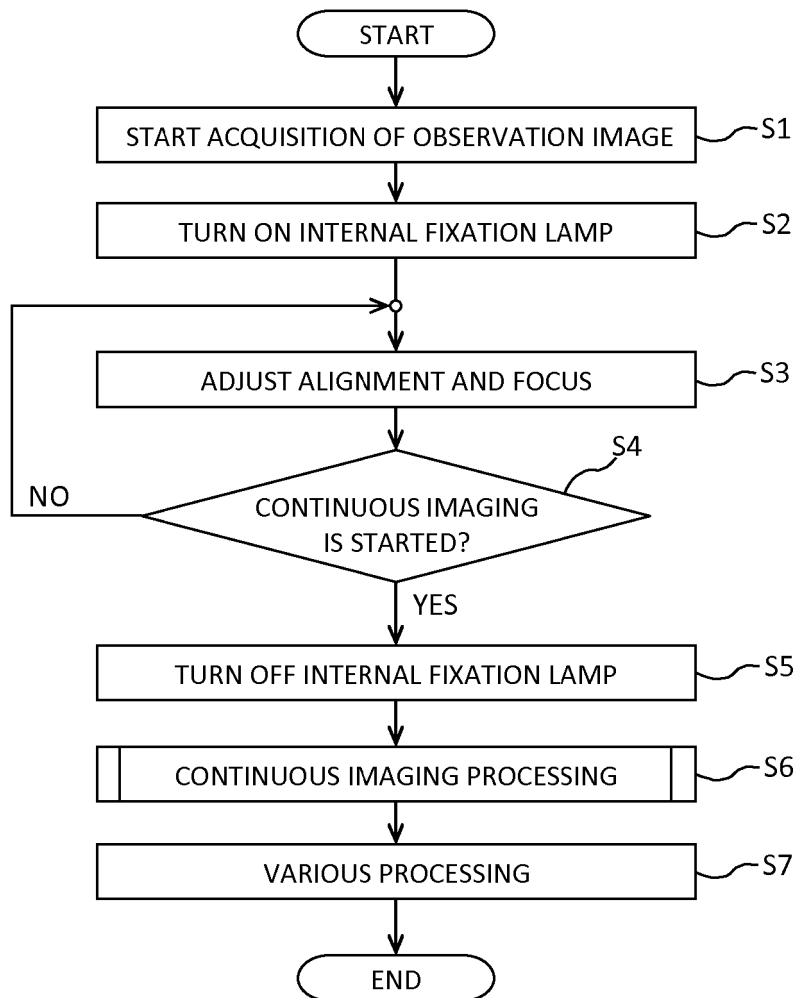 START
START ACQUISITION OF OBSERVATION IMAGE
S1
TURN ON INTERNAL FIXATION LAMP
S2
ADJUST ALIGNMENT AND FOCUS
S3
S4
CONTINUOUS IMAGING
IS STARTED?
NO
YES
TURN OFF INTERNAL FIXATION LAMP
S5
CONTINUOUS IMAGING PROCESSING
S6
VARIOUS PROCESSING
S7
END